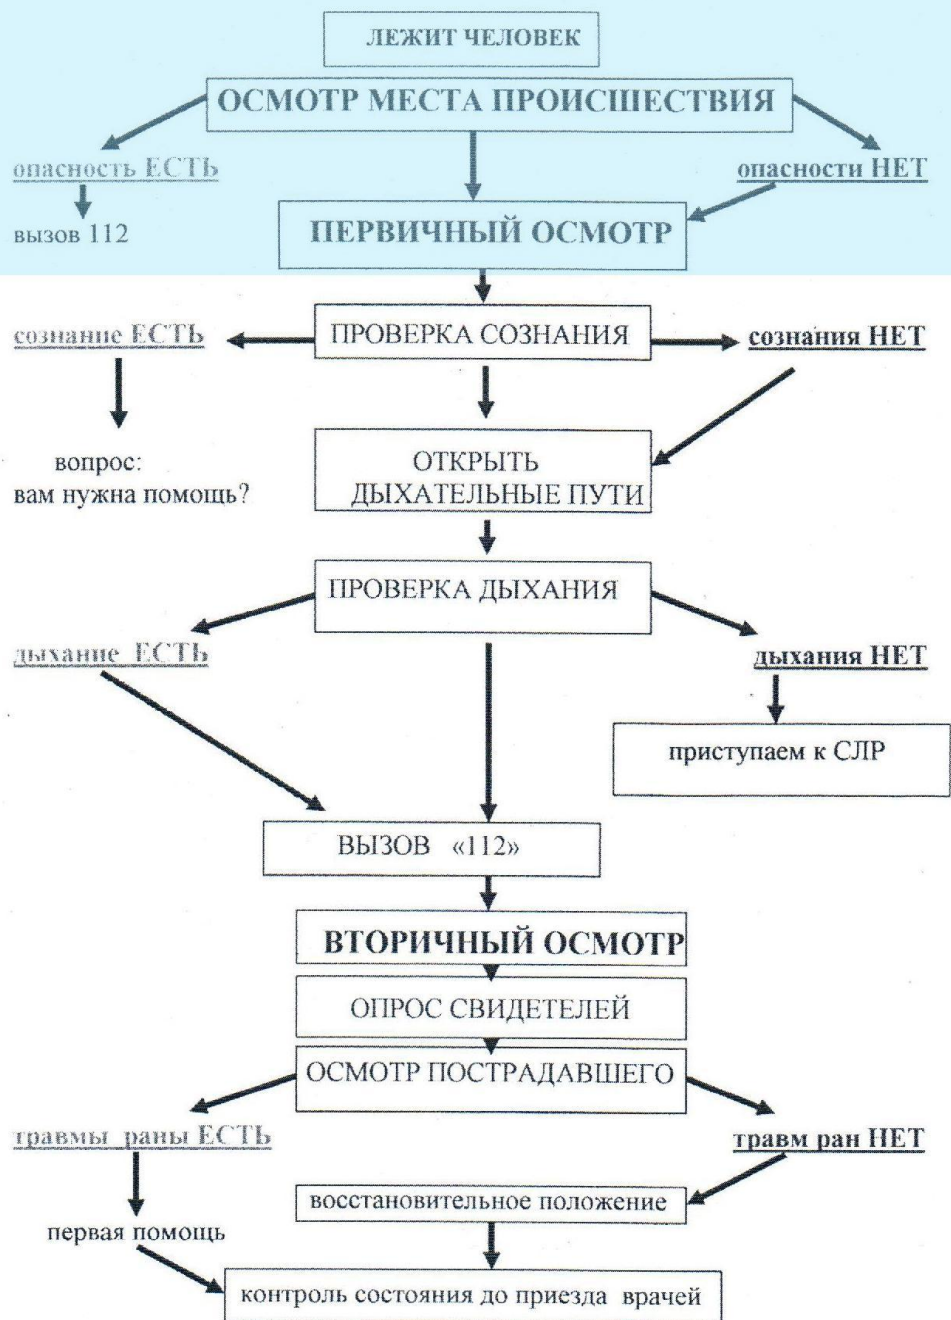 ЛЕЖИТ ЧЕЛОВЕК
ОСМОТР МЕСТА ПРОИСШЕСТВИЯ
опасность ЕСТЬ
опасности НЕТ
вызов 112
ПЕРВИЧНЫЙ ОСМОТР
сознание ЕСТЬ
ПРОВЕРКА СОЗНАНИЯ
сознания НЕТ
вопрос:
вам нужна помощь?
ОТКРЫТЬ
ДЫХАТЕЛЬНЫЕ ПУТИ
ПРОВЕРКА ДЫХАНИЯ
дыхание ЕСТЬ
дыхания НЕТ
приступаем к СЛР
ВЫЗОВ «112»
ВТОРИЧНЫЙ ОСМОТР
ОПРОС СВИДЕТЕЛЕЙ
ОСМОТР ПОСТРАДАВШЕГО
травмы раны ЕСТЬ
травм ран НЕТ
восстановительное положение
первая помощь
контроль состояния до приезда врачей